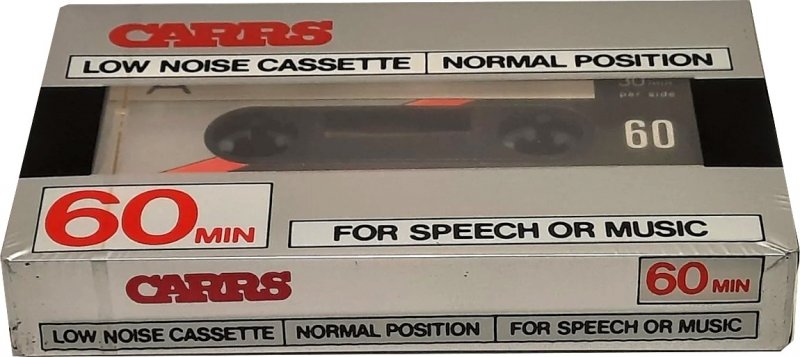 CARRS
LOW NOISE CASSETTE | NORMAL POSITION
A
30 min
per side
60
60 MIN
FOR SPEECH OR MUSIC
CARRS
60 MIN
LOW NOISE CASSETTE | NORMAL POSITION | FOR SPEECH OR MUSIC